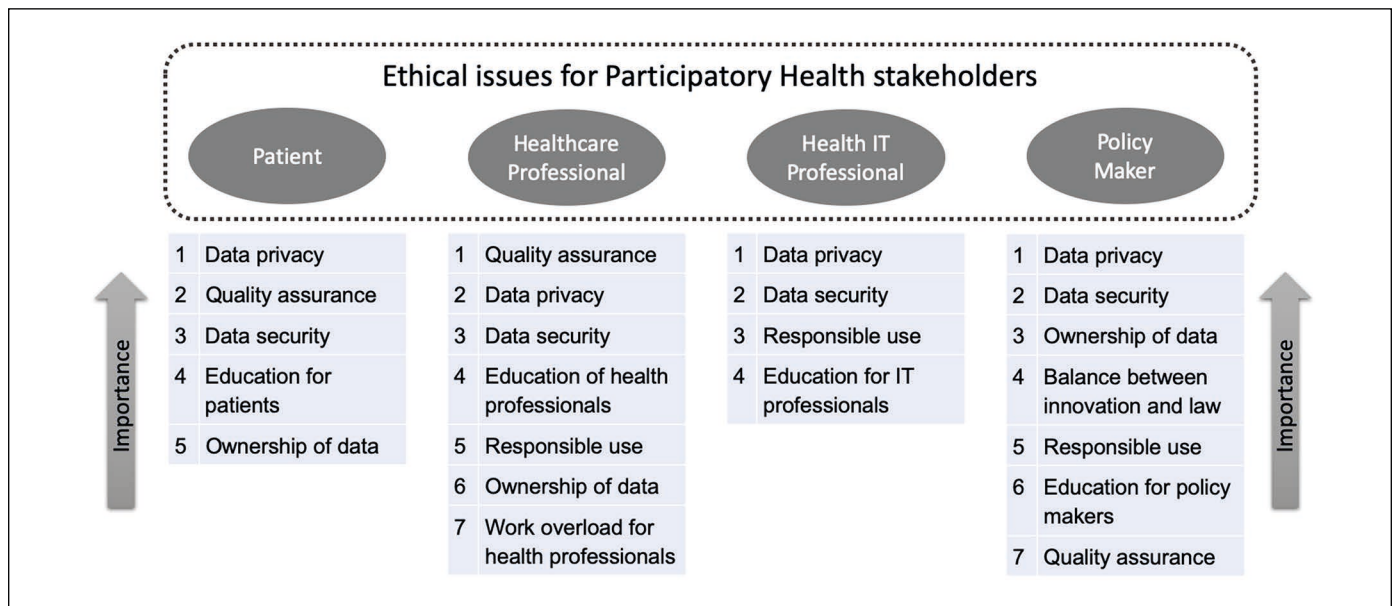 Ethical issues for Participatory Health stakeholders
Patient
Healthcare
Professional
Health IT
Professional
Policy
Maker
Importance
1 Data privacy
2 Quality assurance
3 Data security
4 Education for
patients
5 Ownership of data
1 Quality assurance
2 Data privacy
3 Data security
4 Education of health
professionals
5 Responsible use
6 Ownership of data
7 Work overload for
health professionals
1 Data privacy
2 Data security
3 Responsible use
4 Education for IT
professionals
1 Data privacy
2 Data security
3 Ownership of data
4 Balance between
innovation and law
5 Responsible use
6 Education for policy
makers
7 Quality assurance
Importance